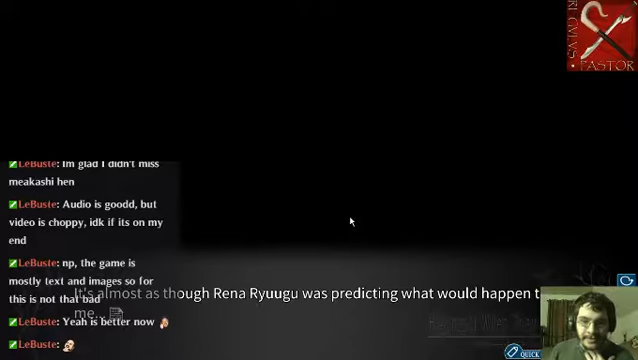 REGVLVS
• PASTOR •
LeBuste: Im glad I didn't miss
meakashi hen
LeBuste: Audio is goodd, but
video is choppy, idk if its on my
end
LeBuste: np, the game is
mostly text and images so for
this is not that bad
LeBuste: Yeah is better now
LeBuste:
It's almost as though Rena Ryuugu was predicting what would happen t
me...
QUICK